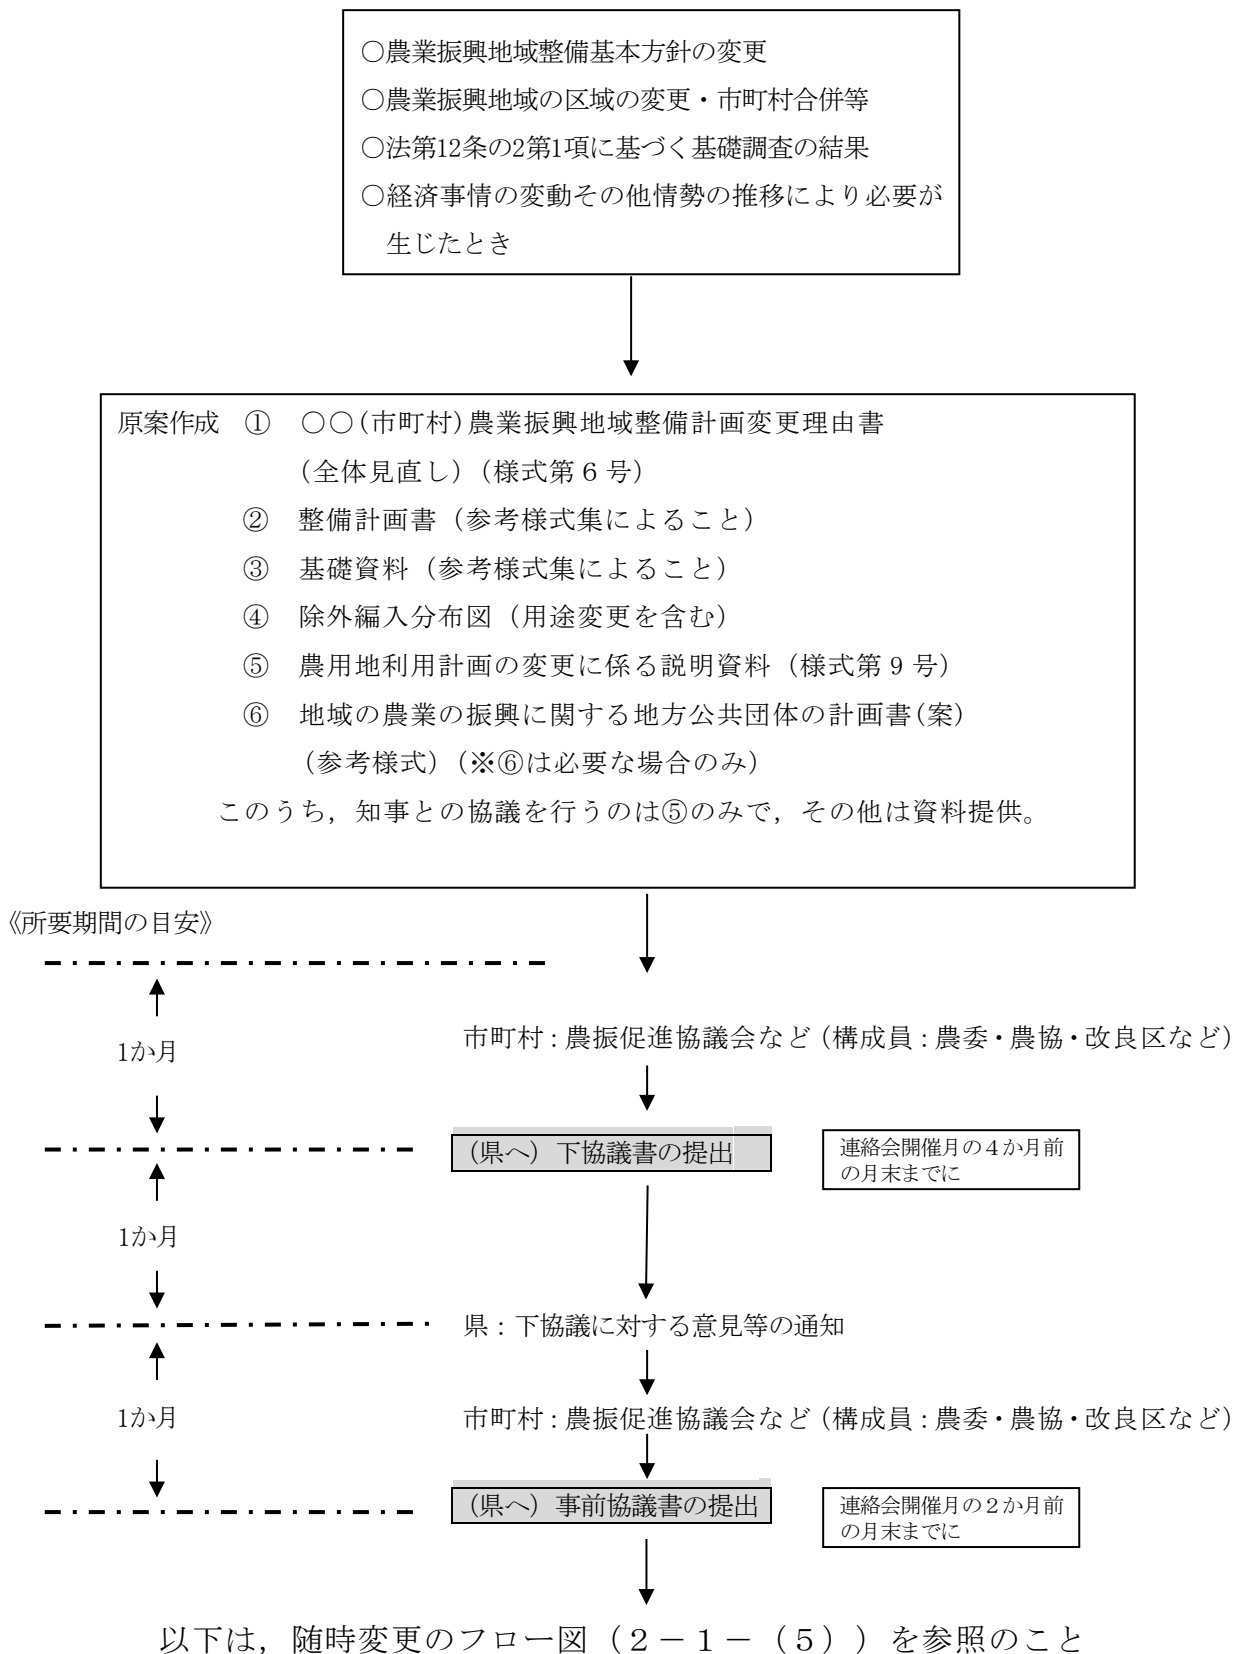 ○農業振興地域整備基本方針の変更
○農業振興地域の区域の変更・市町村合併等
○法第12条の2第1項に基づく基礎調査の結果
○経済事情の変動その他情勢の推移により必要が
生じたとき
原案作成 ① ○○(市町村)農業振興地域整備計画変更理由書
(全体見直し)(様式第6号)
② 整備計画書(参考様式集によること)
③ 基礎資料(参考様式集によること)
④ 除外編入分布図(用途変更を含む)
⑤ 農用地利用計画の変更に係る説明資料(様式第9号)
⑥ 地域の農業の振興に関する地方公共団体の計画書(案)
(参考様式)(※⑥は必要な場合のみ)
このうち,知事との協議を行うのは⑤のみで,その他は資料提供。
《所要期間の目安》
市町村:農振促進協議会など(構成員:農委・農協・改良区など)
1か月
(県へ)下協議書の提出
連絡会開催月の4か月前
の月末までに
1か月
県:下協議に対する意見等の通知
1か月
市町村:農振促進協議会など(構成員:農委・農協・改良区など)
(県へ)事前協議書の提出
連絡会開催月の2か月前
の月末までに
以下は,随時変更のフロー図(2-1-(5))を参照のこと